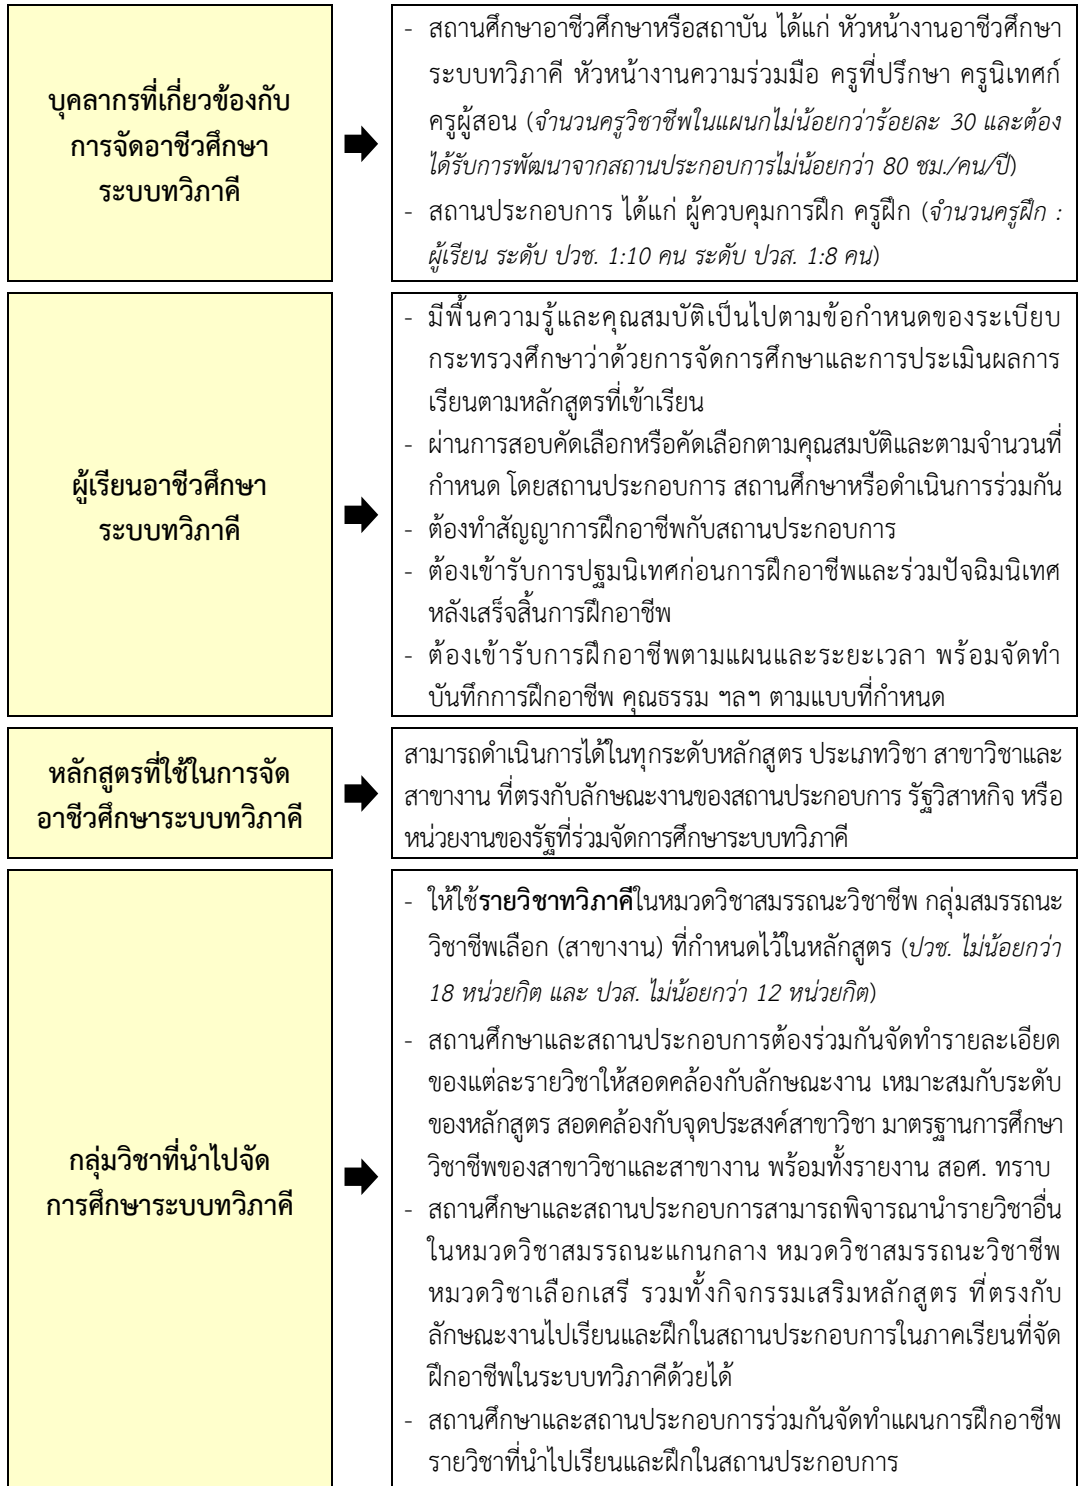 บุคลากรที่เกี่ยวข้องกับ
การจัดอาชีวศึกษา
ระบบทวิภาคี
- สถานศึกษาอาชีวศึกษาหรือสถาบัน ได้แก่ หัวหน้างานอาชีวศึกษา
ระบบทวิภาคี หัวหน้างานความร่วมมือ ครูที่ปรึกษา ครูนิเทศก์
ครูผู้สอน (จำนวนครูวิชาชีพในแผนกไม่น้อยกว่าร้อยละ 30 และต้อง
ได้รับการพัฒนาจากสถานประกอบการไม่น้อยกว่า 80 ชม./คน/ปี)
- สถานประกอบการ ได้แก่ ผู้ควบคุมการฝึก ครูฝึก (จำนวนครูฝึก :
ผู้เรียน ระดับ ปวช. 1:10 คน ระดับ ปวส. 1:8 คน)
ผู้เรียนอาชีวศึกษา
ระบบทวิภาคี
- มีพื้นความรู้และคุณสมบัติเป็นไปตามข้อกำหนดของระเบียบ
กระทรวงศึกษาว่าด้วยการจัดการศึกษาและการประเมินผลการ
เรียนตามหลักสูตรที่เข้าเรียน
- ผ่านการสอบคัดเลือกหรือคัดเลือกตามคุณสมบัติและตามจำนวนที่
กำหนด โดยสถานประกอบการ สถานศึกษาหรือดำเนินการร่วมกัน
- ต้องทำสัญญาการฝึกอาชีพกับสถานประกอบการ
- ต้องเข้ารับการปฐมนิเทศก่อนการฝึกอาชีพและร่วมปัจฉิมนิเทศ
หลังเสร็จสิ้นการฝึกอาชีพ
- ต้องเข้ารับการฝึกอาชีพตามแผนและระยะเวลา พร้อมจัดทำ
บันทึกการฝึกอาชีพ คุณธรรม ฯลฯ ตามแบบที่กำหนด
หลักสูตรที่ใช้ในการจัด
อาชีวศึกษาระบบทวิภาคี
สามารถดำเนินการได้ในทุกระดับหลักสูตร ประเภทวิชา สาขาวิชาและ
สาขางาน ที่ตรงกับลักษณะงานของสถานประกอบการ รัฐวิสาหกิจ หรือ
หน่วยงานของรัฐที่ร่วมจัดการศึกษาระบบทวิภาคี
กลุ่มวิชาที่นำไปจัด
การศึกษาระบบทวิภาคี
- ให้ใช้รายวิชาทวิภาคีในหมวดวิชาสมรรถนะวิชาชีพ กลุ่มสมรรถนะ
วิชาชีพเลือก (สาขางาน) ที่กำหนดไว้ในหลักสูตร (ปวช. ไม่น้อยกว่า
18 หน่วยกิต และ ปวส. ไม่น้อยกว่า 12 หน่วยกิต)
- สถานศึกษาและสถานประกอบการต้องร่วมกันจัดทำรายละเอียด
ของแต่ละรายวิชาให้สอดคล้องกับลักษณะงาน เหมาะสมกับระดับ
ของหลักสูตร สอดคล้องกับจุดประสงค์สาขาวิชา มาตรฐานการศึกษา
วิชาชีพของสาขาวิชาและสาขางาน พร้อมทั้งรายงาน สอศ. ทราบ
- สถานศึกษาและสถานประกอบการสามารถพิจารณานำรายวิชาอื่น
ในหมวดวิชาสมรรถนะแกนกลาง หมวดวิชาสมรรถนะวิชาชีพ
หมวดวิชาเลือกเสรี รวมทั้งกิจกรรมเสริมหลักสูตร ที่ตรงกับ
ลักษณะงานไปเรียนและฝึกในสถานประกอบการในภาคเรียนที่จัด
ฝึกอาชีพในระบบทวิภาคีด้วยได้
- สถานศึกษาและสถานประกอบการร่วมกันจัดทำแผนการฝึกอาชีพ
รายวิชาที่นำไปเรียนและฝึกในสถานประกอบการ